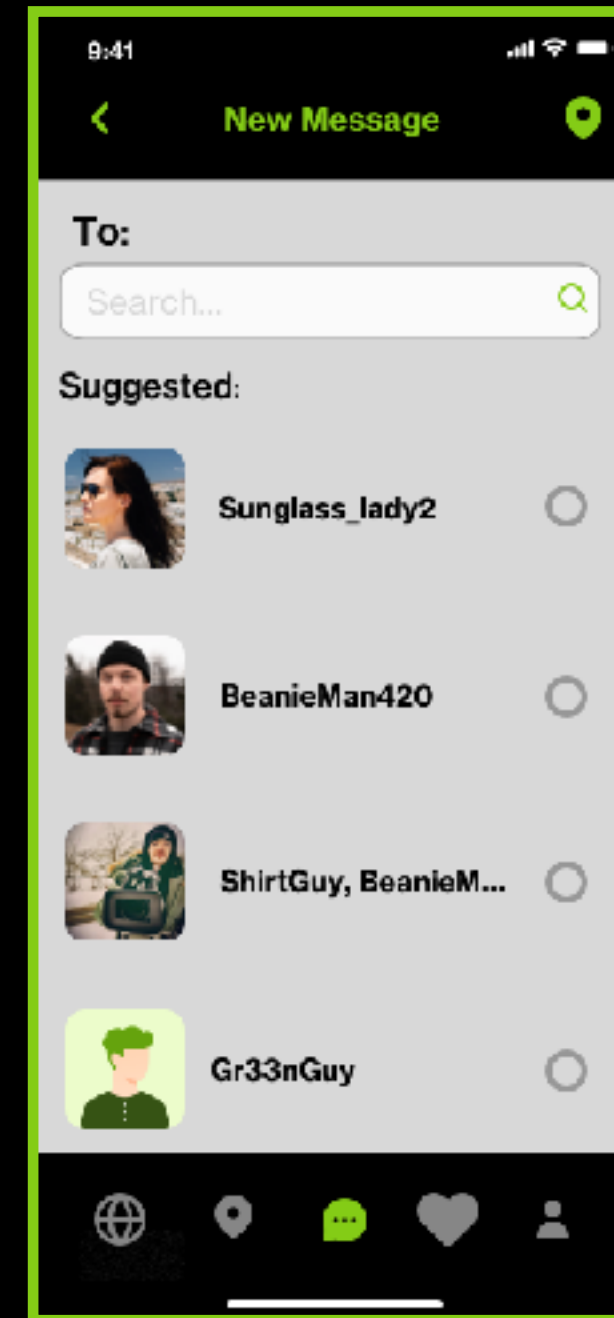 9:41
New Message
To:
Search...
Suggested:
Sunglass_lady2
BeanieMan420
ShirtGuy, BeanieM...
Gr33nGuy